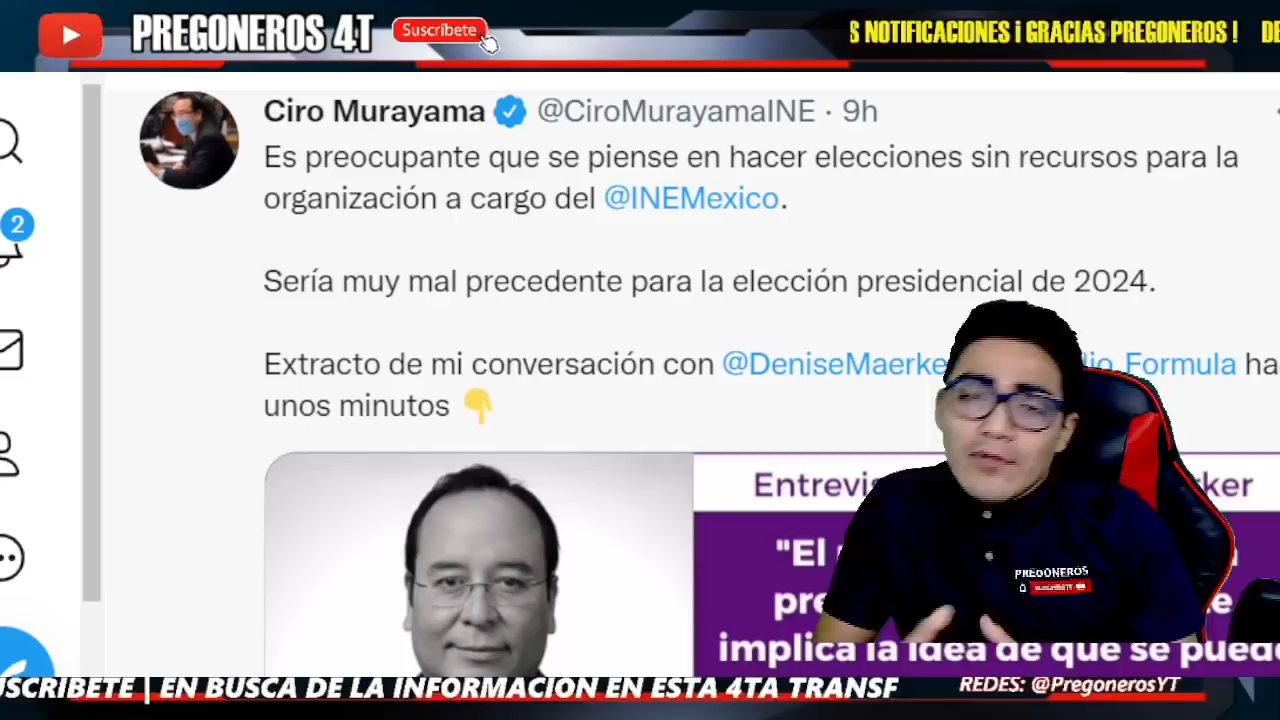 PREGONEROS 4T
Suscríbete
S NOTIFICACIONES ¡ GRACIAS PREGONEROS !
Ciro Murayama @CiroMurayamaINE · 9h
Es preocupante que se piense en hacer elecciones sin recursos para la
organización a cargo del @INEMexico.
Sería muy mal precedente para la elección presidencial de 2024.
Extracto de mi conversación con Formula
unos minutos
2
"El
implica la idea de que se
PREGONEROS
SUSCRIBETE
EN BUSCA DE LA INFORMACION EN ESTA 4TA TRANSF
REDES: @PregonerosYT